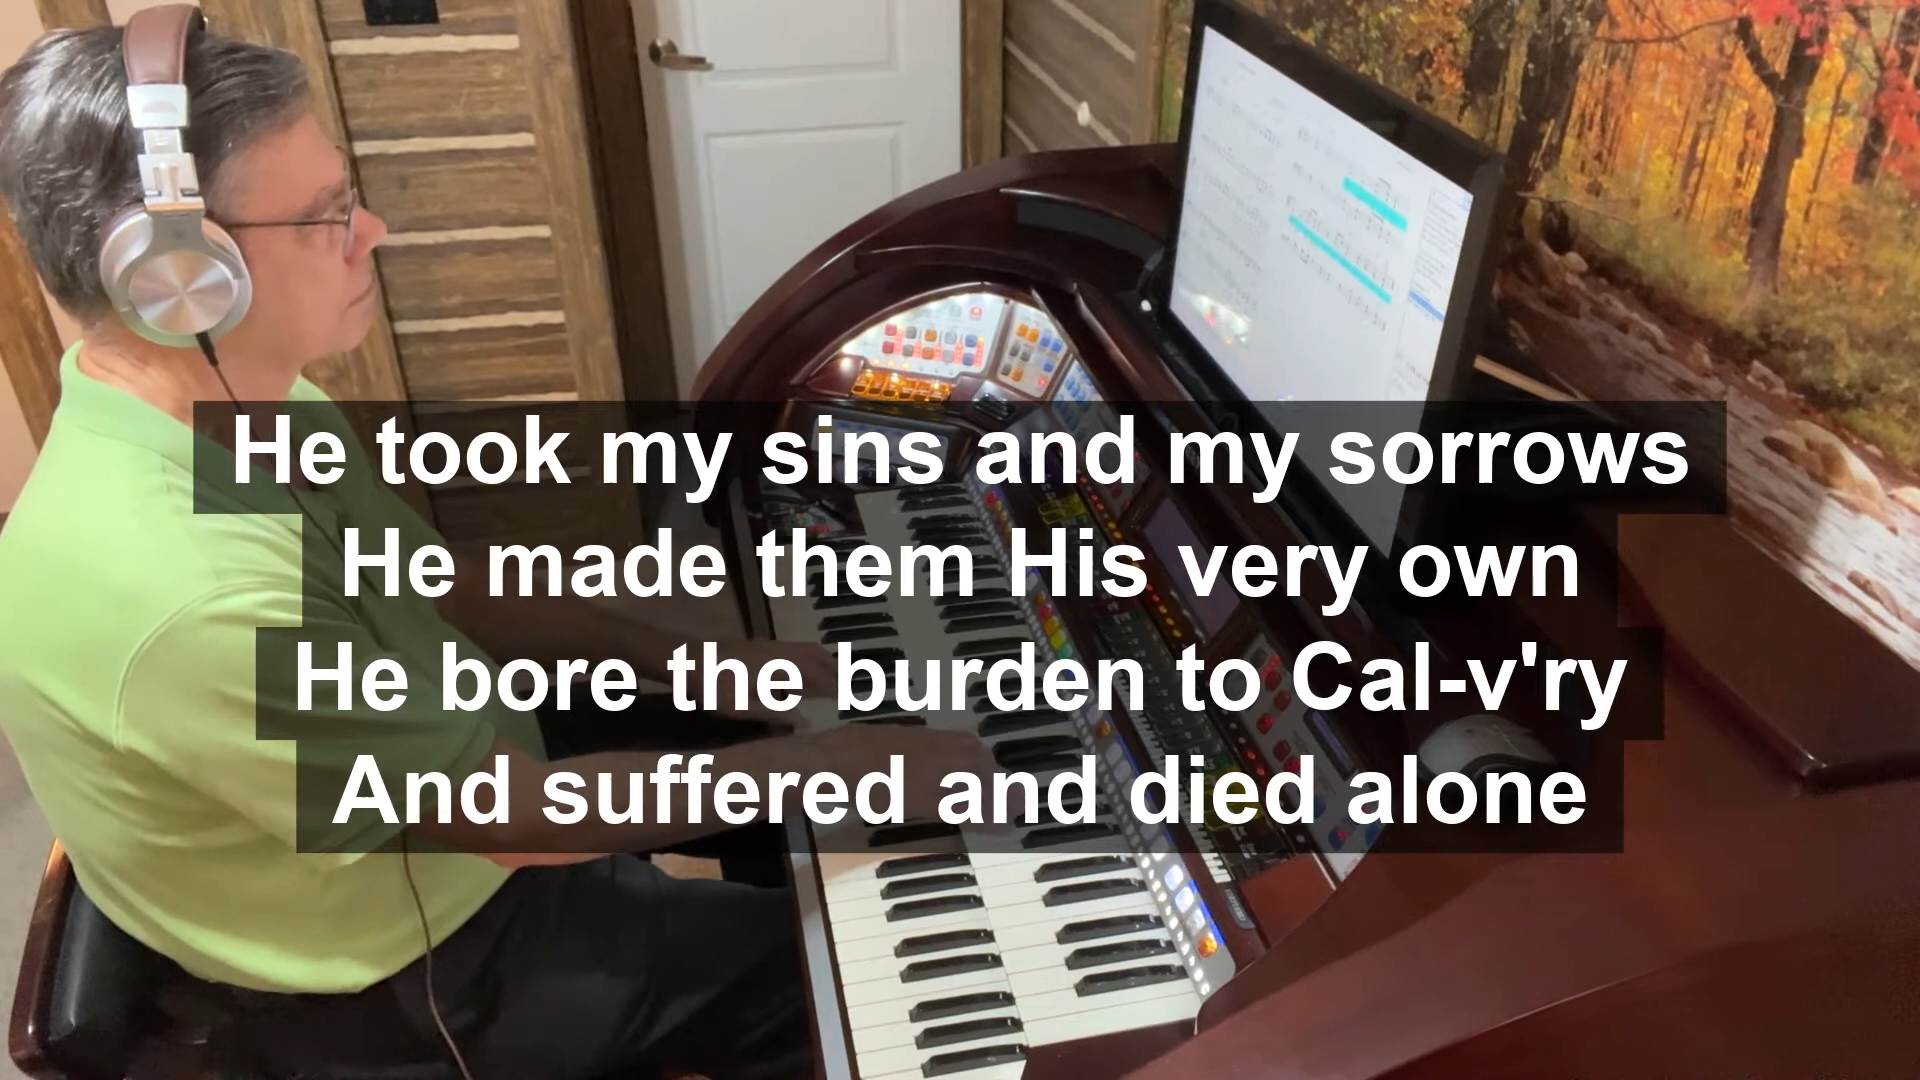 He took my sins and my sorrows
He made them His very own
He bore the burden to Cal-v'ry
And suffered and died alone